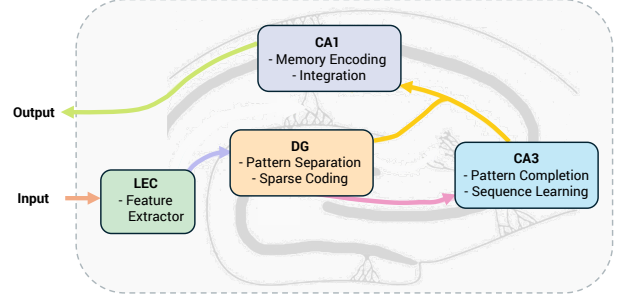 CA1
- Memory Encoding
- Integration
Output
DG
- Pattern Separation
- Sparse Coding
CA3
- Pattern Completion
- Sequence Learning
LEC
- Feature
Extractor
Input